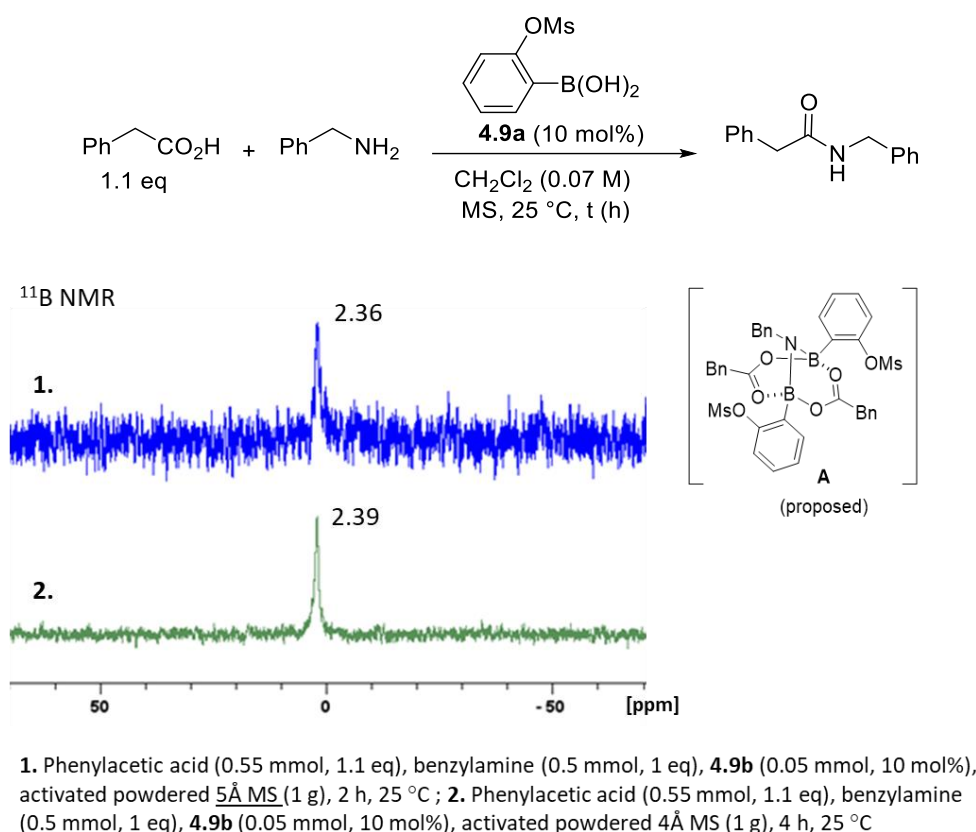 OMs
B(OH)₂
4.9a (10 mol%)
Ph CO₂H + Ph NH₂
1.1 eq
CH₂Cl₂ (0.07 M)
MS, 25 °C, t (h)
O
Ph N Ph
H
¹¹B NMR
2.36
1.
2.39
2.
50 0 -50 [ppm]
Bn N
Bn O B OMs
O O
B O Bn
MsO
A
(proposed)
1. Phenylacetic acid (0.55 mmol, 1.1 eq), benzylamine (0.5 mmol, 1 eq), 4.9b (0.05 mmol, 10 mol%),
activated powdered 5Å MS (1 g), 2 h, 25 °C ; 2. Phenylacetic acid (0.55 mmol, 1.1 eq), benzylamine
(0.5 mmol, 1 eq), 4.9b (0.05 mmol, 10 mol%), activated powdered 4Å MS (1 g), 4 h, 25 °C